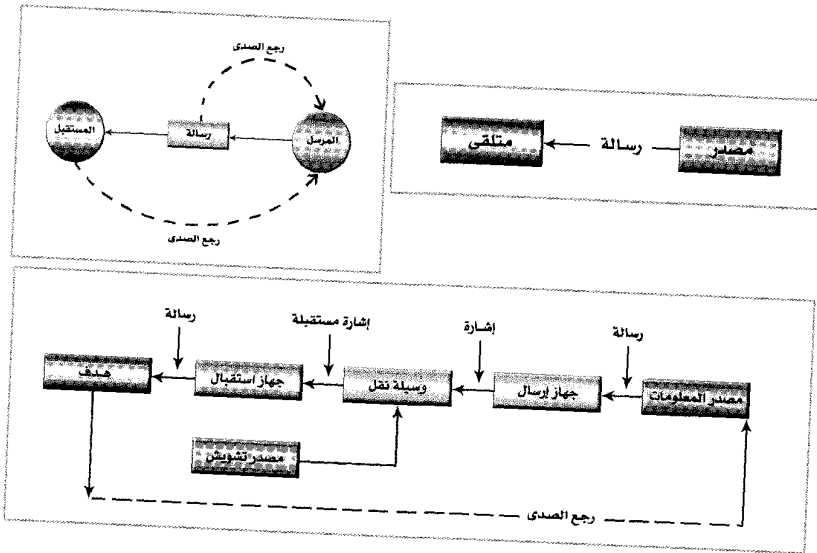 مصدر
رسالة
متلقى
رجع الصدى
المرسل
رسالة
المستقبل
رجع الصدى
رسالة
إشارة
إشارة مستقبلة
رسالة
مصدر المعلومات
جهاز إرسال
وسيلة نقل
جهاز استقبال
هدف
مصدر تشويش
رجع الصدى